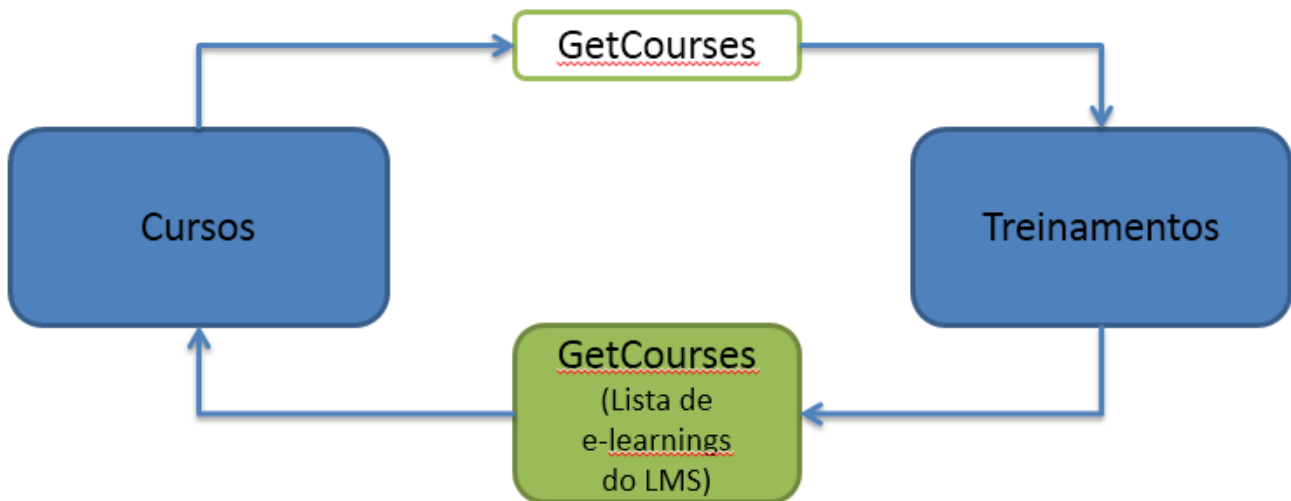 GetCourses
Cursos
Treinamentos
GetCourses
(Lista de
e-learnings
do LMS)